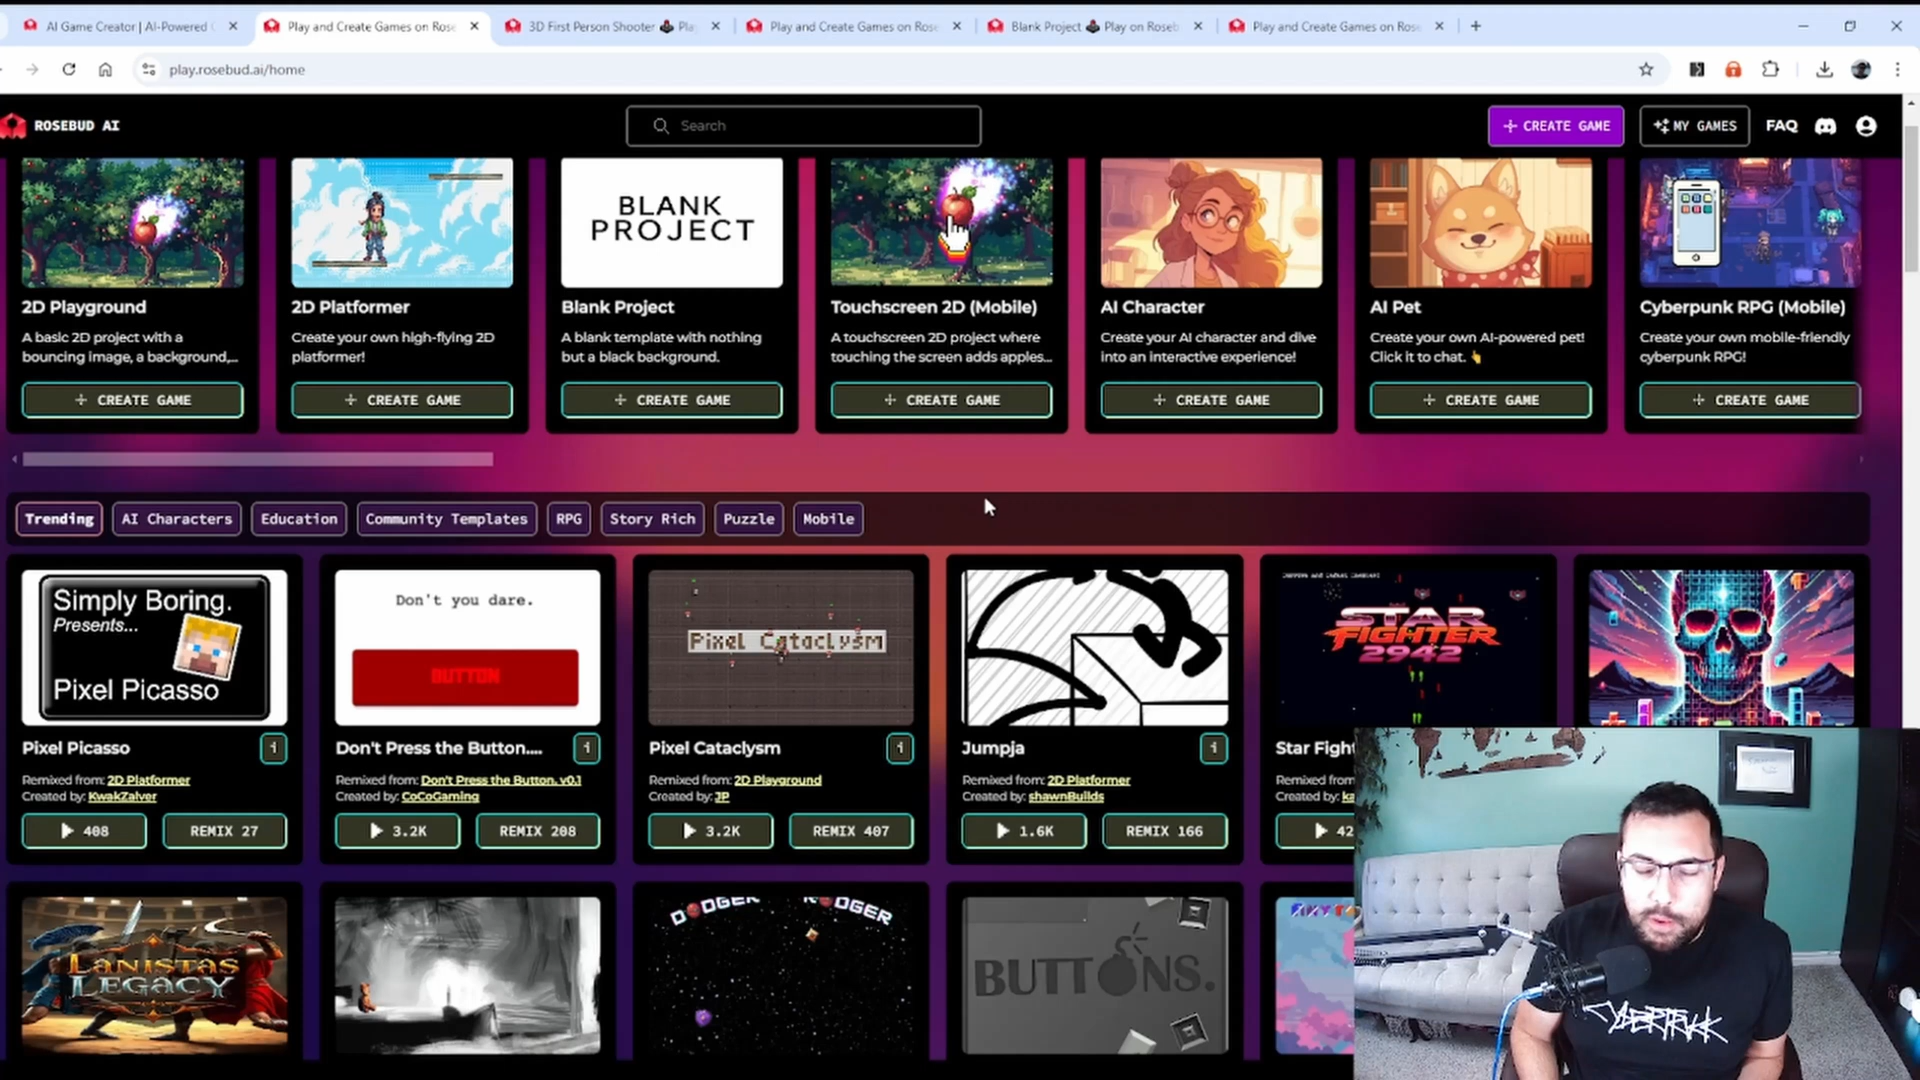 AI Game Creator | AI-Powered
Play and Create Games on Rose
3D First Person Shooter Pla
Play and Create Games on Rose
Blank Project Play on Roseb
Play and Create Games on Rose
play.rosebud.ai/home
ROSEBUD AI
Search
+ CREATE GAME
MY GAMES
FAQ
BLANK
PROJECT
2D Playground
2D Platformer
Blank Project
Touchscreen 2D (Mobile)
AI Character
AI Pet
Cyberpunk RPG (Mobile)
A basic 2D project with a
bouncing image, a background,...
Create your own high-flying 2D
platformer!
A blank template with nothing
but a black background.
A touchscreen 2D project where
touching the screen adds apples...
Create your AI character and dive
into an interactive experience!
Create your own AI-powered pet!
Click it to chat. 👆
Create your own mobile-friendly
cyberpunk RPG!
+ CREATE GAME
+ CREATE GAME
+ CREATE GAME
+ CREATE GAME
+ CREATE GAME
+ CREATE GAME
+ CREATE GAME
Trending
AI Characters
Education
Community Templates
RPG
Story Rich
Puzzle
Mobile
Simply Boring.
Presents...
Pixel Picasso
Don't you dare.
BUTTON
Pixel Cataclysm
STAR
FIGHTER
2942
Pixel Picasso
i
Don't Press the Button....
i
Pixel Cataclysm
i
Jumpja
i
Star Fight
Remixed from: 2D Platformer
Created by: KwakZalver
Remixed from: Don't Press the Button. v0.1
Created by: CoCoGaming
Remixed from: 2D Playground
Created by: JP
Remixed from: 2D Platformer
Created by: shawnBuilds
Remixed from
Created by: ka
408
REMIX 27
3.2K
REMIX 208
3.2K
REMIX 407
1.6K
REMIX 166
42
LANISTAS
LEGACY
DODGER
BUTTONS.